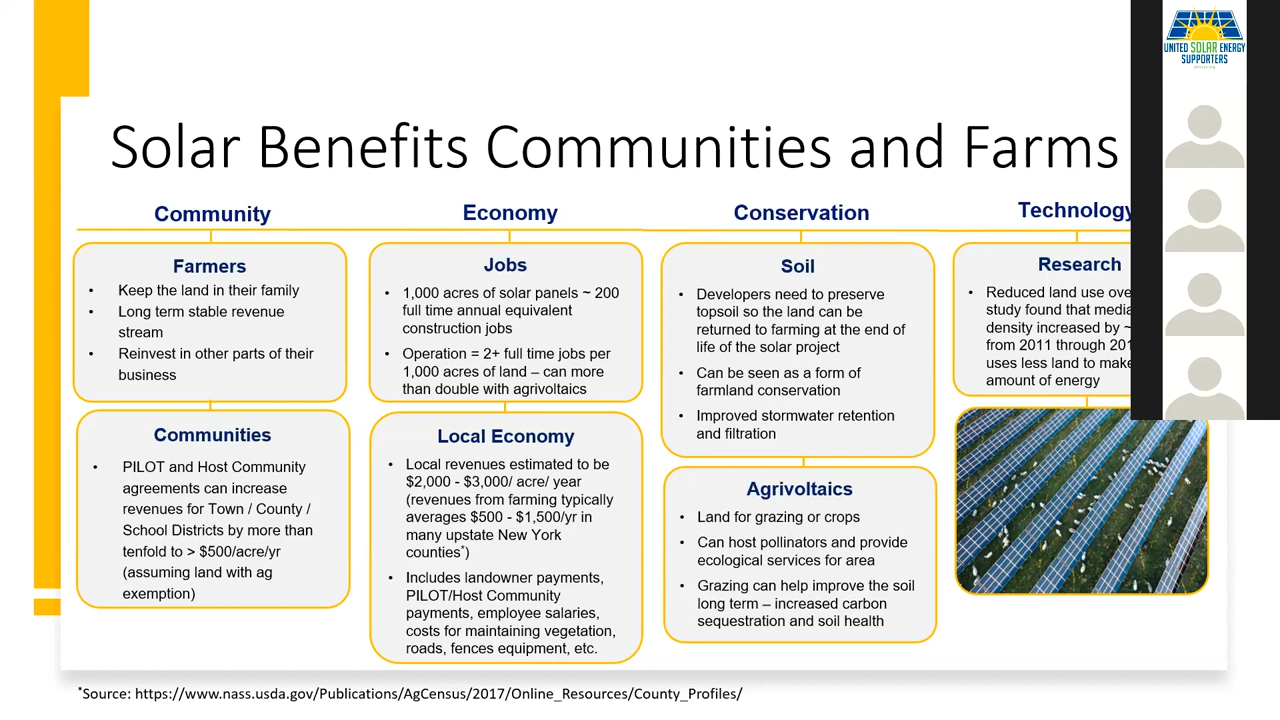 Solar Benefits Communities and Farms
UNITED SOLAR ENERGY
SUPPORTERS
Community
Farmers
• Keep the land in their family
• Long term stable revenue
stream
• Reinvest in other parts of their
business
Communities
• PILOT and Host Community
agreements can increase
revenues for Town / County /
School Districts by more than
tenfold to > $500/acre/yr
(assuming land with ag
exemption)
Economy
Jobs
• 1,000 acres of solar panels ~ 200
full time annual equivalent
construction jobs
• Operation = 2+ full time jobs per
1,000 acres of land – can more
than double with agrivoltaics
Local Economy
• Local revenues estimated to be
$2,000 - $3,000/ acre/ year
(revenues from farming typically
averages $500 - $1,500/yr in
many upstate New York
counties*)
• Includes landowner payments,
PILOT/Host Community
payments, employee salaries,
costs for maintaining vegetation,
roads, fences equipment, etc.
Conservation
Soil
• Developers need to preserve
topsoil so the land can be
returned to farming at the end of
life of the solar project
• Can be seen as a form of
farmland conservation
• Improved stormwater retention
and filtration
Agrivoltaics
• Land for grazing or crops
• Can host pollinators and provide
ecological services for area
• Grazing can help improve the soil
long term – increased carbon
sequestration and soil health
Technology
Research
• Reduced land use
study found that
density increased by ~
from 2011 through
uses less land to make
amount of energy
*Source: https://www.nass.usda.gov/Publications/AgCensus/2017/Online_Resources/County_Profiles/